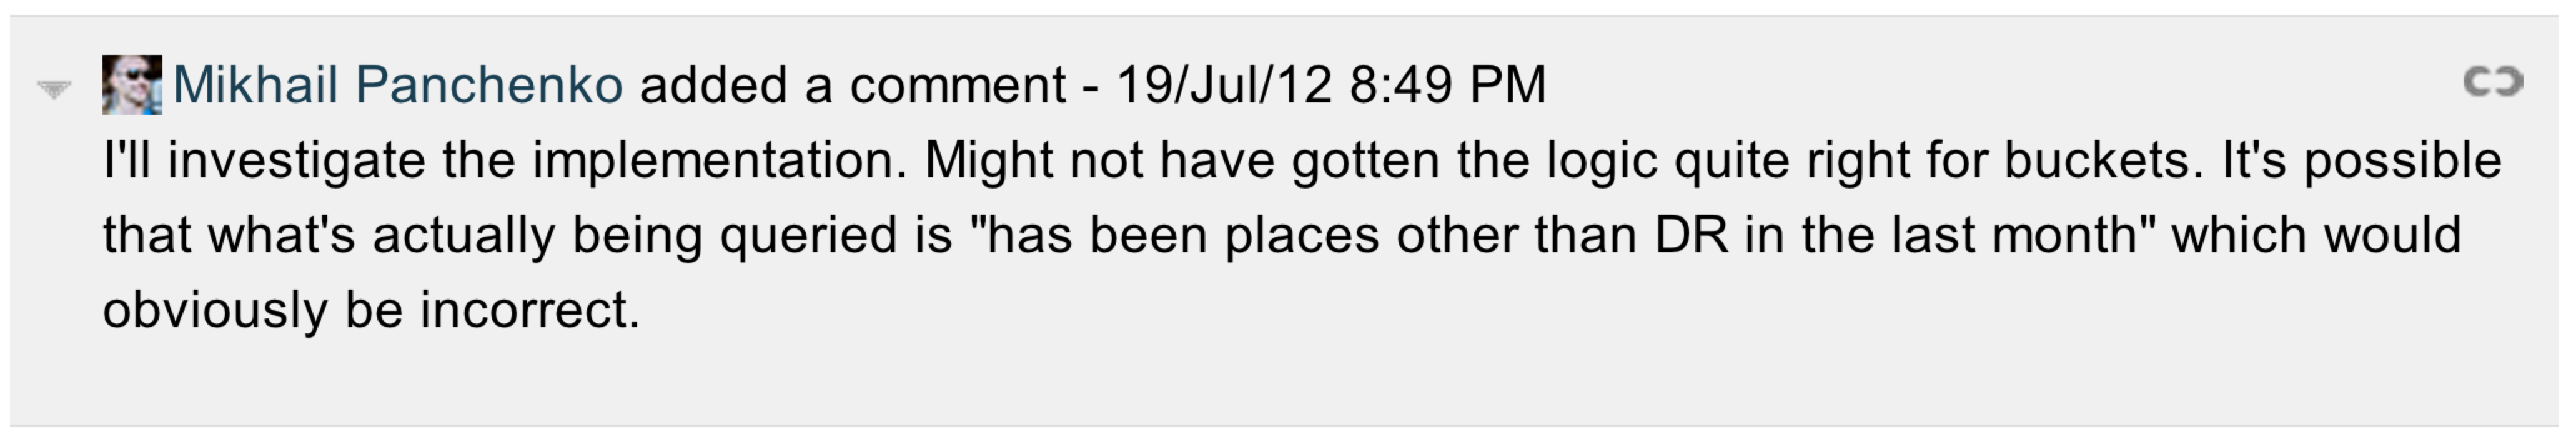 Mikhail Panchenko added a comment - 19/Jul/12 8:49 PM
I'll investigate the implementation. Might not have gotten the logic quite right for buckets. It's possible
that what's actually being queried is "has been places other than DR in the last month" which would
obviously be incorrect.